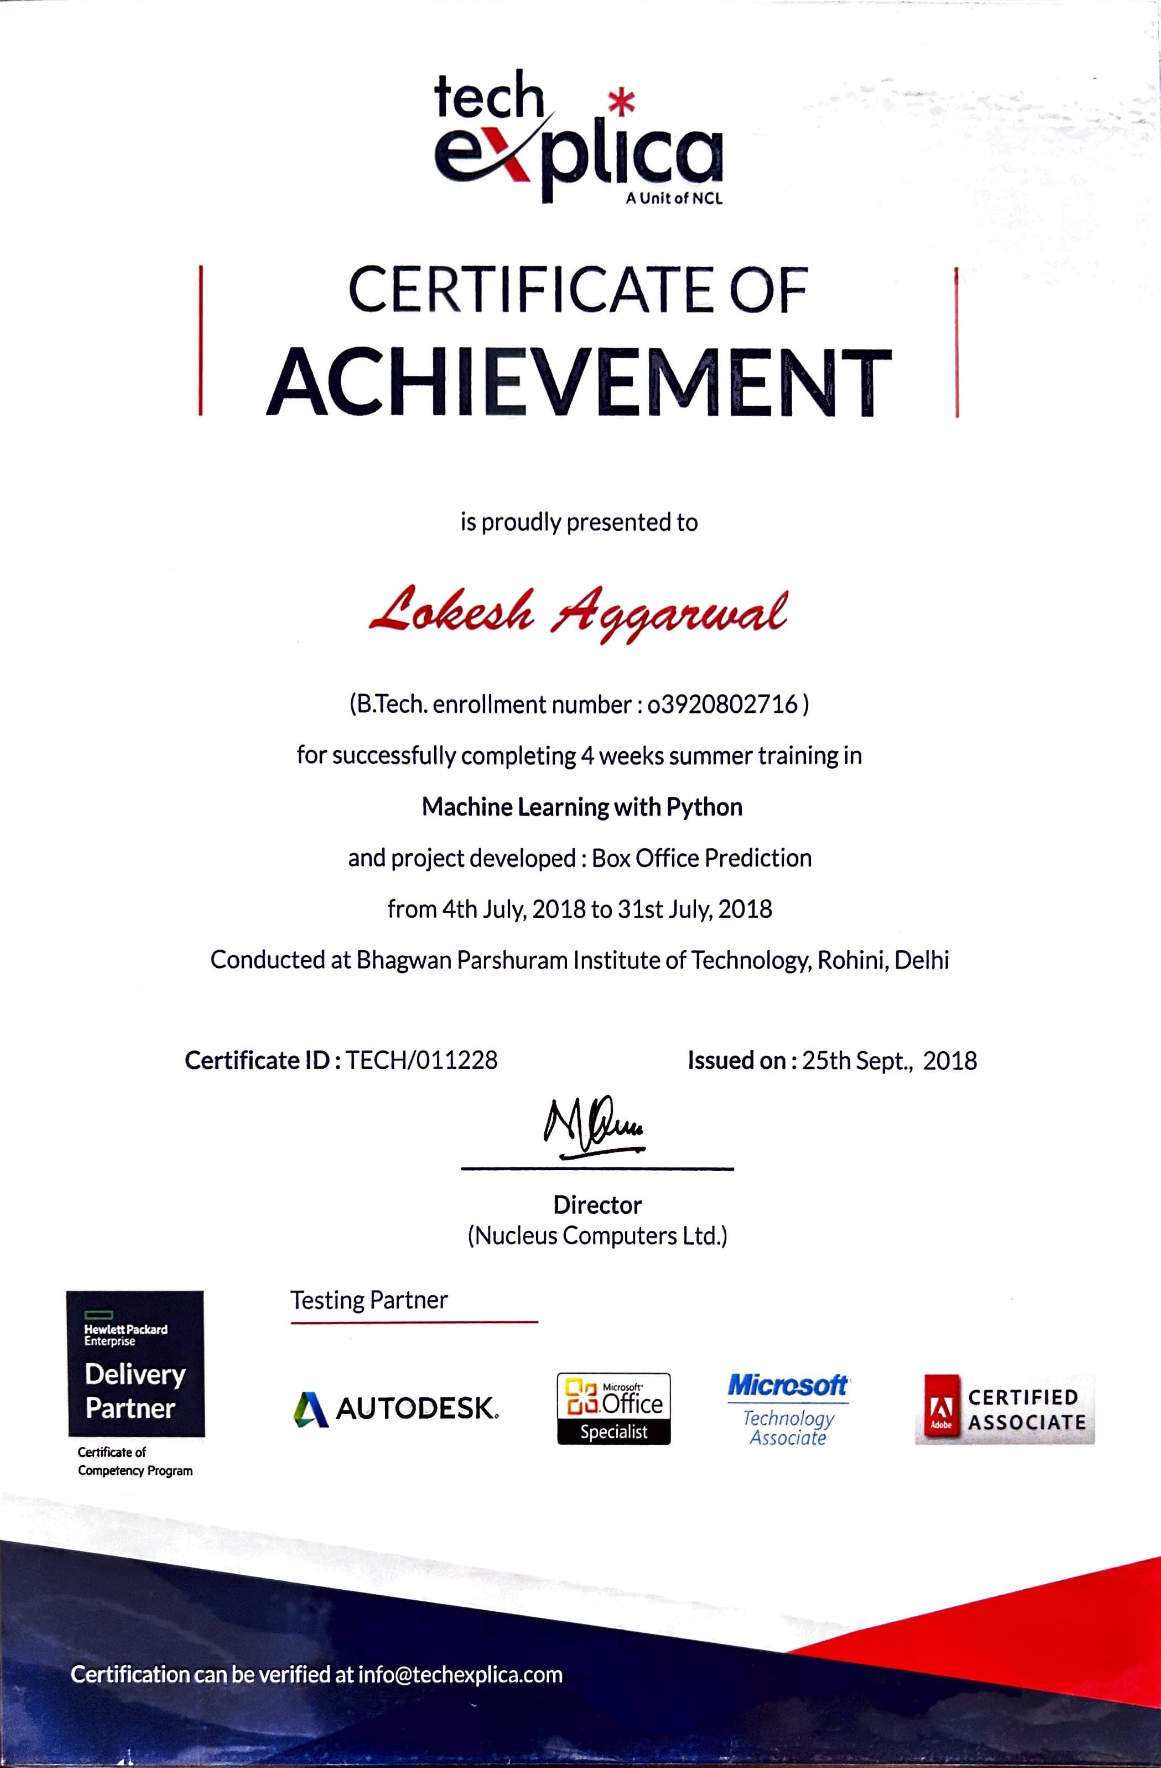 tech
explica
A Unit of NCL
CERTIFICATE OF
ACHIEVEMENT
is proudly presented to
Lokesh Aggarwal
(B.Tech. enrollment number : o3920802716 )
for successfully completing 4 weeks summer training in
Machine Learning with Python
and project developed : Box Office Prediction
from 4th July, 2018 to 31st July, 2018
Conducted at Bhagwan Parshuram Institute of Technology, Rohini, Delhi
Certificate ID : TECH/011228 Issued on : 25th Sept., 2018
Director
(Nucleus Computers Ltd.)
Testing Partner
Hewlett Packard
Enterprise
Delivery
Partner
Certificate of
Competency Program
AUTODESK.
Microsoft
Office
Specialist
Microsoft
Technology
Associate
Adobe
CERTIFIED
ASSOCIATE
Certification can be verified at info@techexplica.com